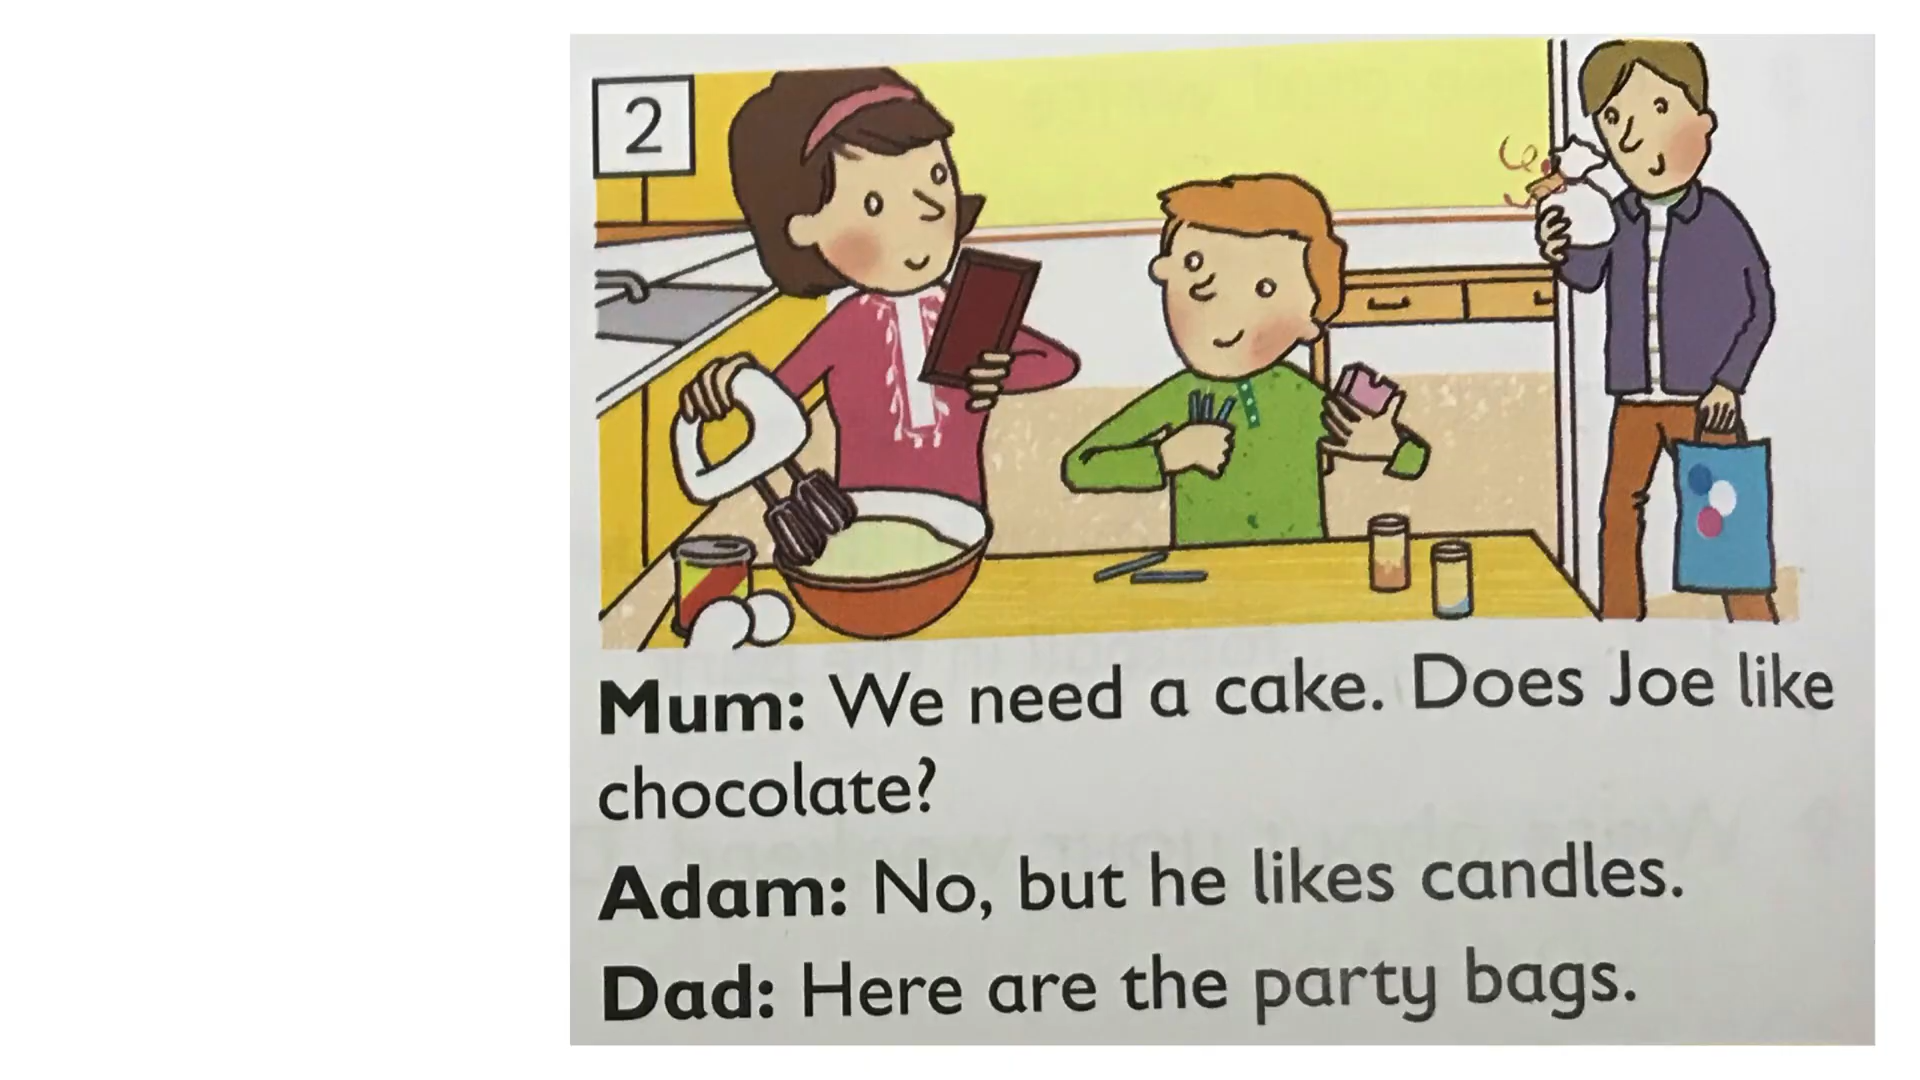 2
Mum: We need a cake. Does Joe like
chocolate?
Adam: No, but he likes candles.
Dad: Here are the party bags.